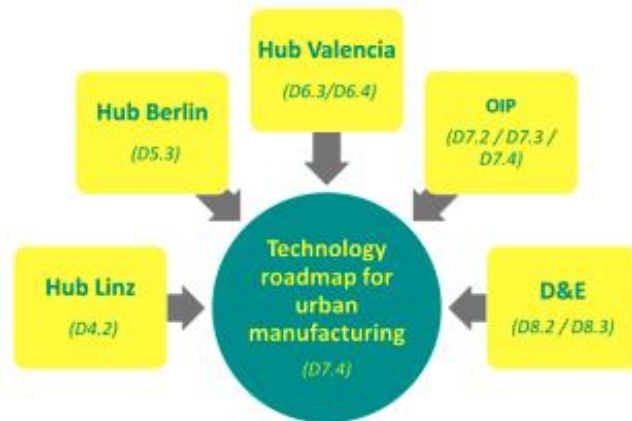 Hub Valencia
(D6.3/D6.4)
Hub Berlin
(D5.3)
OIP
(D7.2 / D7.3 /
D7.4)
Hub Linz
(D4.2)
Technology
roadmap for
urban
manufacturing
(D7.4)
D&E
(D8.2 / D8.3)